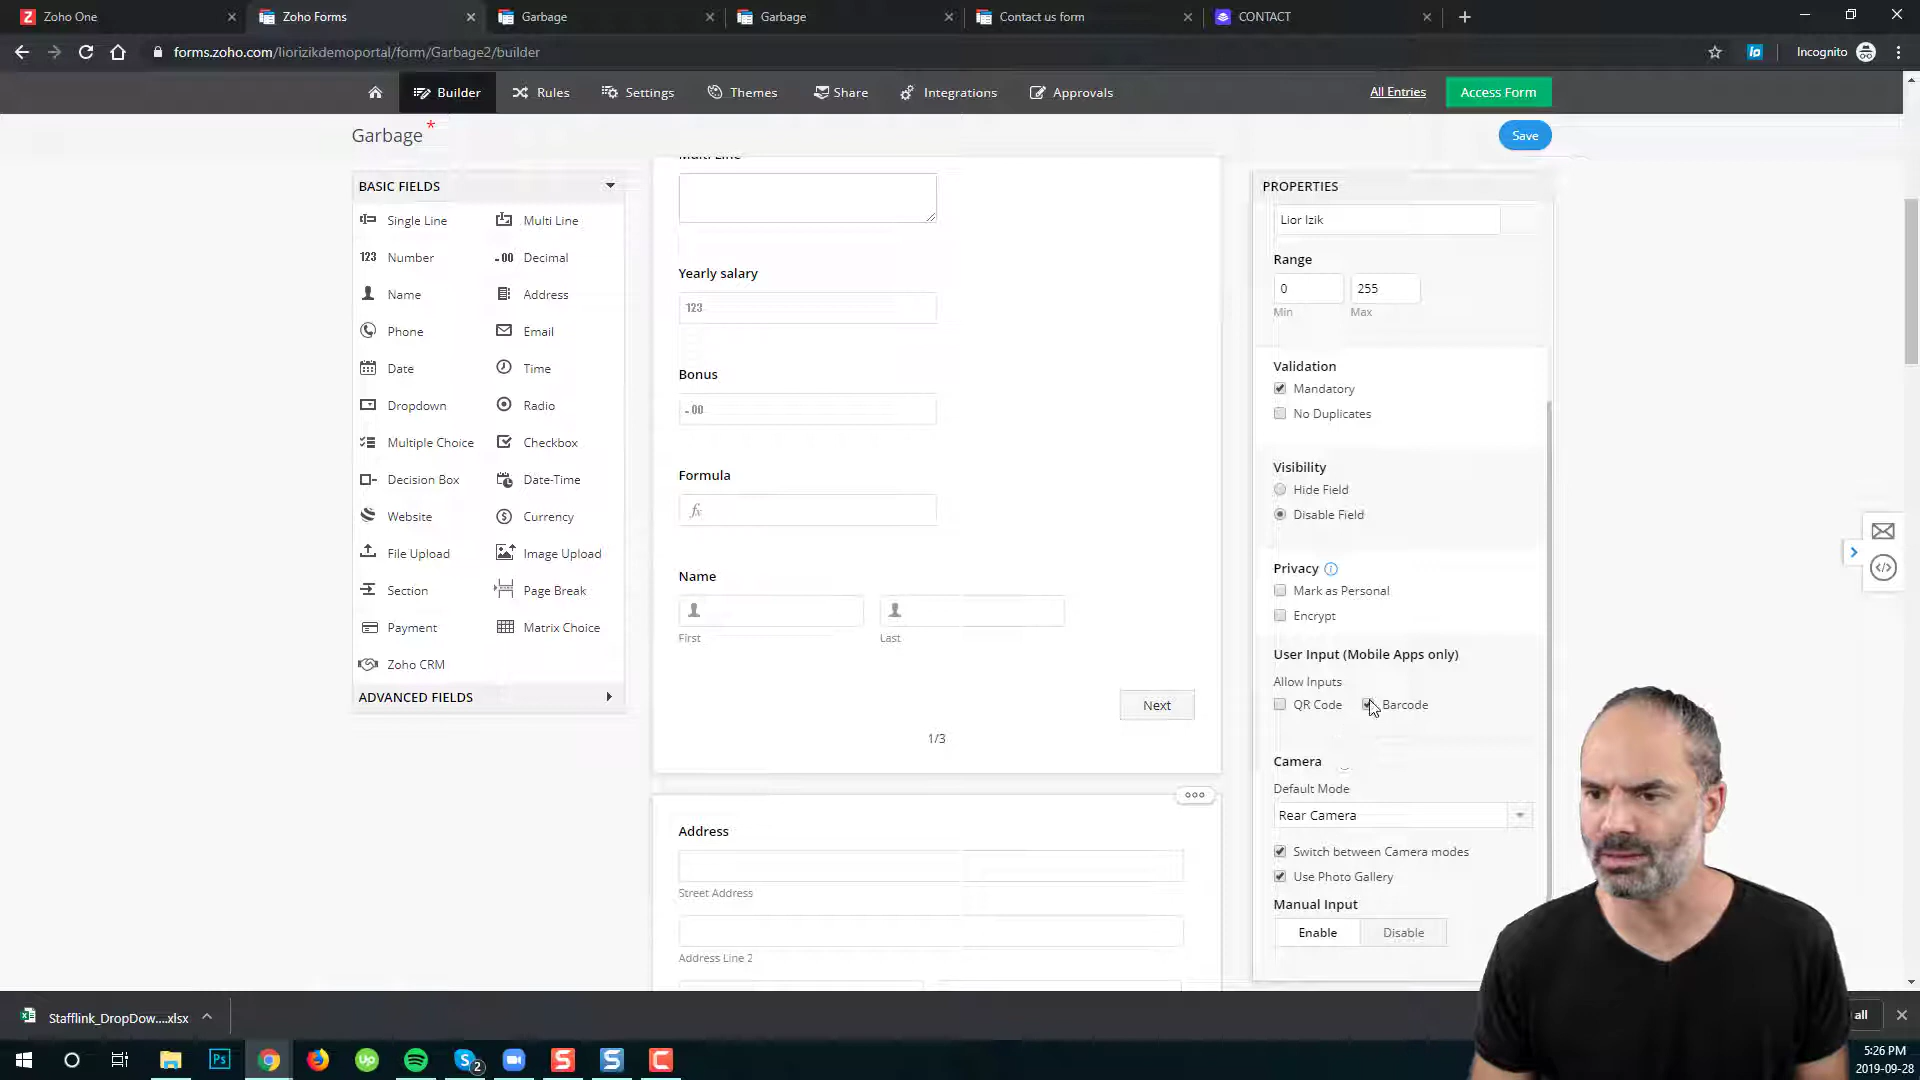 Zoho One
Zoho Forms
Garbage
Garbage
Contact us form
CONTACT
forms.zoho.com/liorizikdemoportal/form/Garbage2/builder
Incognito
Builder
Rules
Settings
Themes
Share
Integrations
Approvals
All Entries
Access Form
Garbage *
Save
BASIC FIELDS
Single Line
Multi Line
123 Number
.00 Decimal
Name
Address
Phone
Email
Date
Time
Dropdown
Radio
Multiple Choice
Checkbox
Decision Box
Date-Time
Website
Currency
File Upload
Image Upload
Section
Page Break
Payment
Matrix Choice
Zoho CRM
ADVANCED FIELDS
Multi Line
Yearly salary
123
Bonus
.00
Formula
fx
Name
First
Last
Next
1/3
Address
Street Address
Address Line 2
PROPERTIES
Lior Izik
Range
0
255
Min
Max
Validation
Mandatory
No Duplicates
Visibility
Hide Field
Disable Field
Privacy
Mark as Personal
Encrypt
User Input (Mobile Apps only)
Allow Inputs
QR Code
Barcode
Camera
Default Mode
Rear Camera
Switch between Camera modes
Use Photo Gallery
Manual Input
Enable
Disable
Stafflink_DropDow....xlsx
all
5:26 PM
2019-09-28